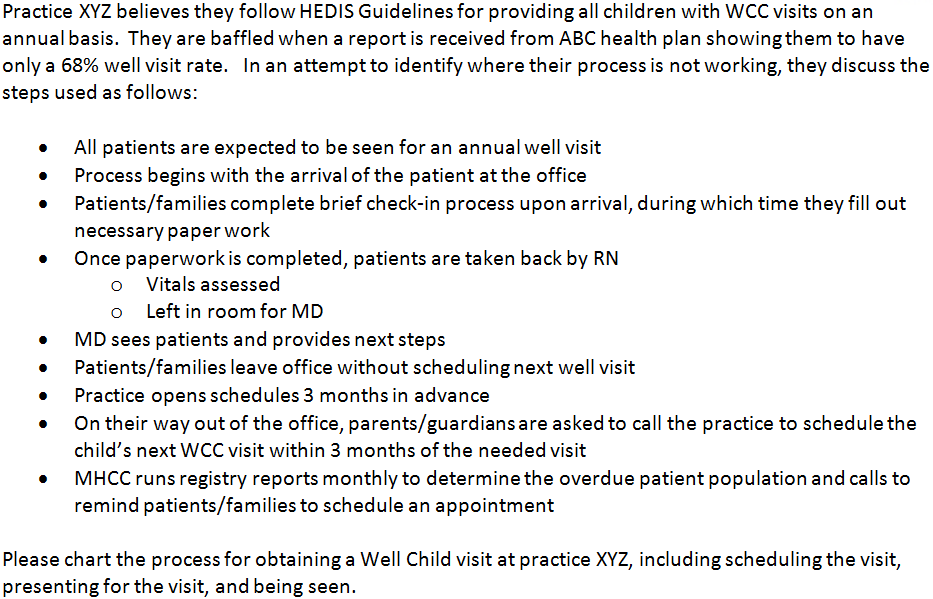 Practice XYZ believes they follow HEDIS Guidelines for providing all children with WCC visits on an
annual basis.  They are baffled when a report is received from ABC health plan showing them to have
only a 68% well visit rate.   In an attempt to identify where their process is not working, they discuss the
steps used as follows:
• All patients are expected to be seen for an annual well visit
• Process begins with the arrival of the patient at the office
• Patients/families complete brief check-in process upon arrival, during which time they fill out
necessary paper work
• Once paperwork is completed, patients are taken back by RN
o Vitals assessed
o Left in room for MD
• MD sees patients and provides next steps
• Patients/families leave office without scheduling next well visit
• Practice opens schedules 3 months in advance
• On their way out of the office, parents/guardians are asked to call the practice to schedule the
child’s next WCC visit within 3 months of the needed visit
• MHCC runs registry reports monthly to determine the overdue patient population and calls to
remind patients/families to schedule an appointment
Please chart the process for obtaining a Well Child visit at practice XYZ, including scheduling the visit,
presenting for the visit, and being seen.